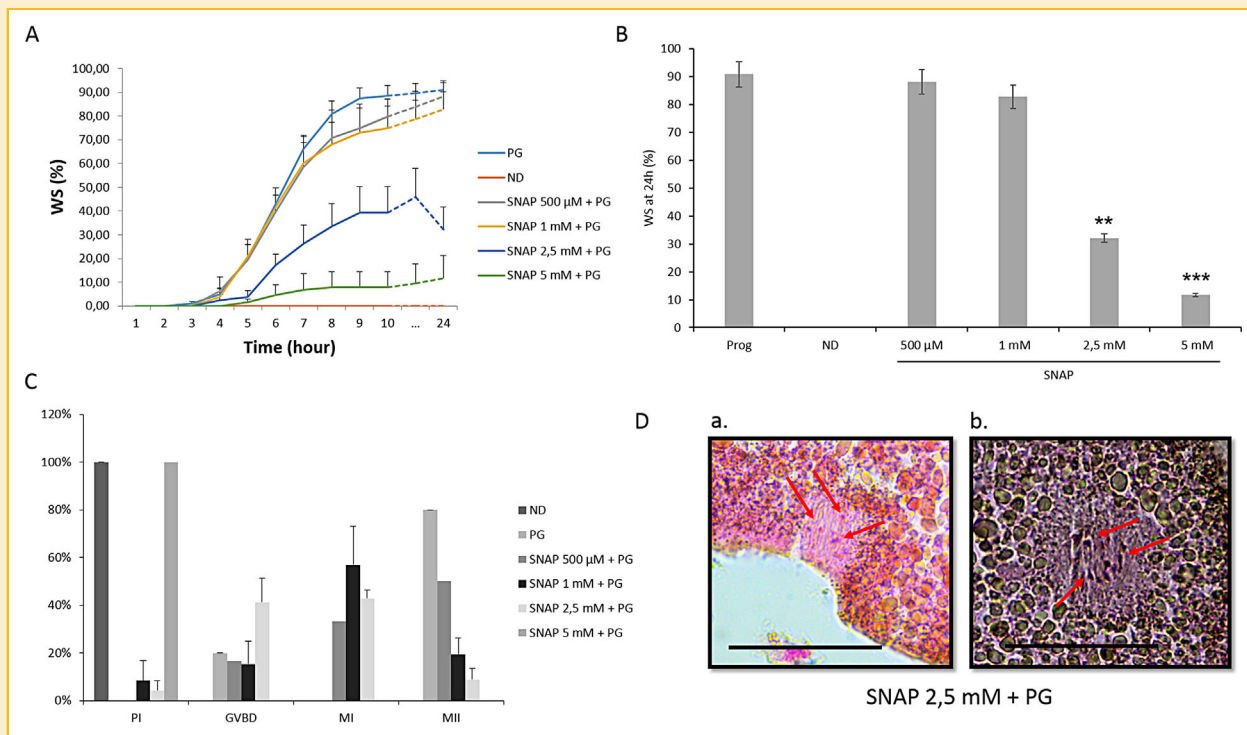 A
100,00
90,00
80,00
70,00
60,00
50,00
40,00
30,00
20,00
10,00
0,00
WS (%)
1 2 3 4 5 6 7 8 9 10 ... 24
Time (hour)
PG
ND
SNAP 500 µM + PG
SNAP 1 mM + PG
SNAP 2,5 mM + PG
SNAP 5 mM + PG
B
100
90
80
70
60
50
40
30
20
10
0
WS at 24h (%)
**
***
Prog ND 500 µM 1 mM 2,5 mM 5 mM
SNAP
C
120%
100%
80%
60%
40%
20%
0%
PI GVBD MI MII
ND
PG
SNAP 500 µM + PG
SNAP 1 mM + PG
SNAP 2,5 mM + PG
SNAP 5 mM + PG
D
a.
b.
SNAP 2,5 mM + PG